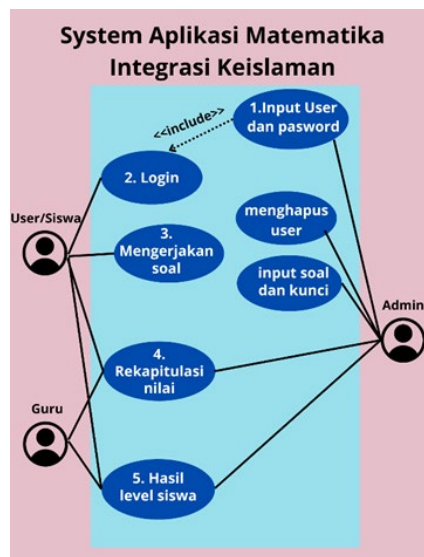 System Aplikasi Matematika
Integrasi Keislaman
<<include>>
1.Input User
dan pasword
2. Login
User/Siswa
3.
Mengerjakan
soal
menghapus
user
input soal
dan kunci
Admin
4.
Rekapitulasi
nilai
Guru
5. Hasil
level siswa